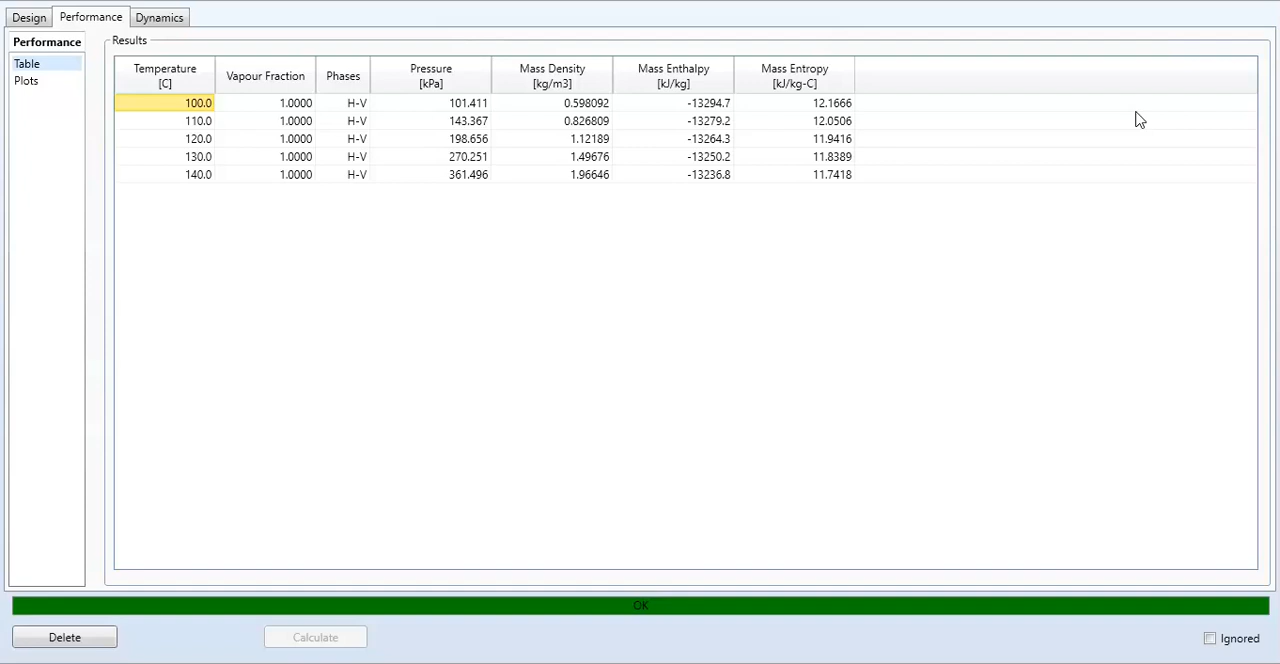 Design Performance Dynamics
Performance
Table
Plots
Results
Temperature [C] Vapour Fraction Phases Pressure [kPa] Mass Density [kg/m3] Mass Enthalpy [kJ/kg] Mass Entropy [kJ/kg-C]
100.0 1.0000 H-V 101.411 0.598092 -13294.7 12.1666
110.0 1.0000 H-V 143.367 0.826809 -13279.2 12.0506
120.0 1.0000 H-V 198.656 1.12189 -13264.3 11.9416
130.0 1.0000 H-V 270.251 1.49676 -13250.2 11.8389
140.0 1.0000 H-V 361.496 1.96646 -13236.8 11.7418
OK
Delete Calculate Ignored